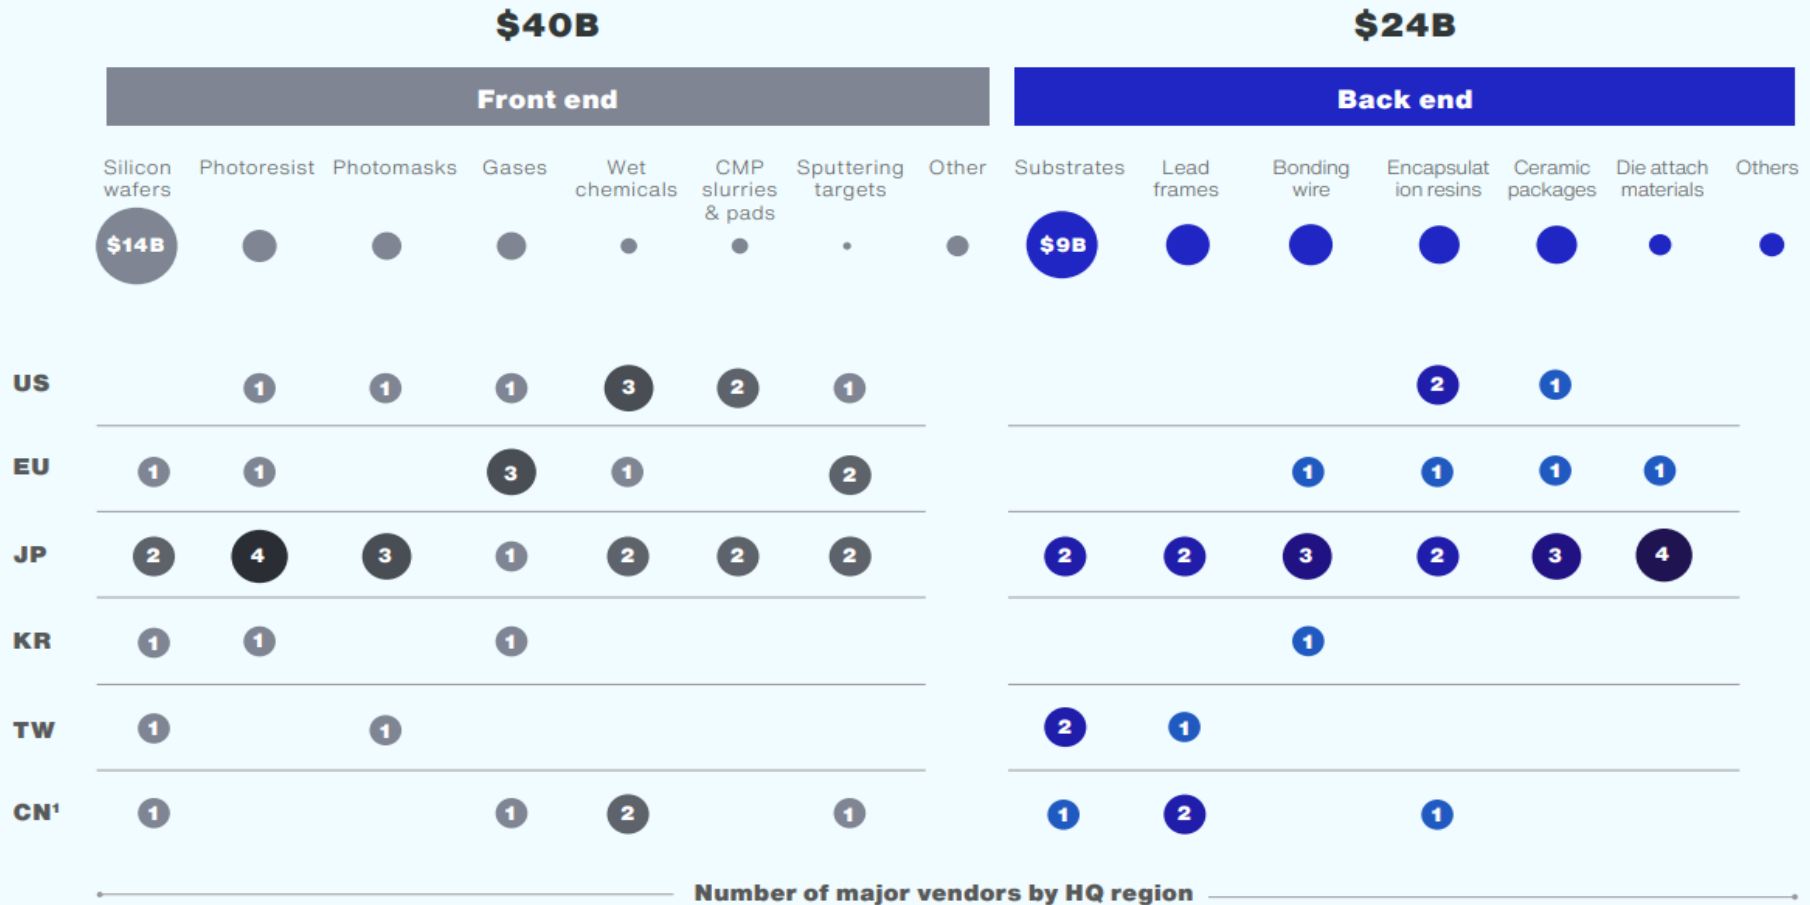 $40B $24B
Front end Back end
Silicon wafers Photoresist Photomasks Gases Wet chemicals CMP slurries & pads Sputtering targets Other Substrates Lead frames Bonding wire Encapsulat ion resins Ceramic packages Die attach materials Others
$14B $9B
US 1 1 1 3 2 1 2 1
EU 1 1 3 1 2 1 1 1 1
JP 2 4 3 1 2 2 2 2 2 3 2 3 4
KR 1 1 1 1
TW 1 1 2 1
CN¹ 1 1 2 1 1 2 1
Number of major vendors by HQ region